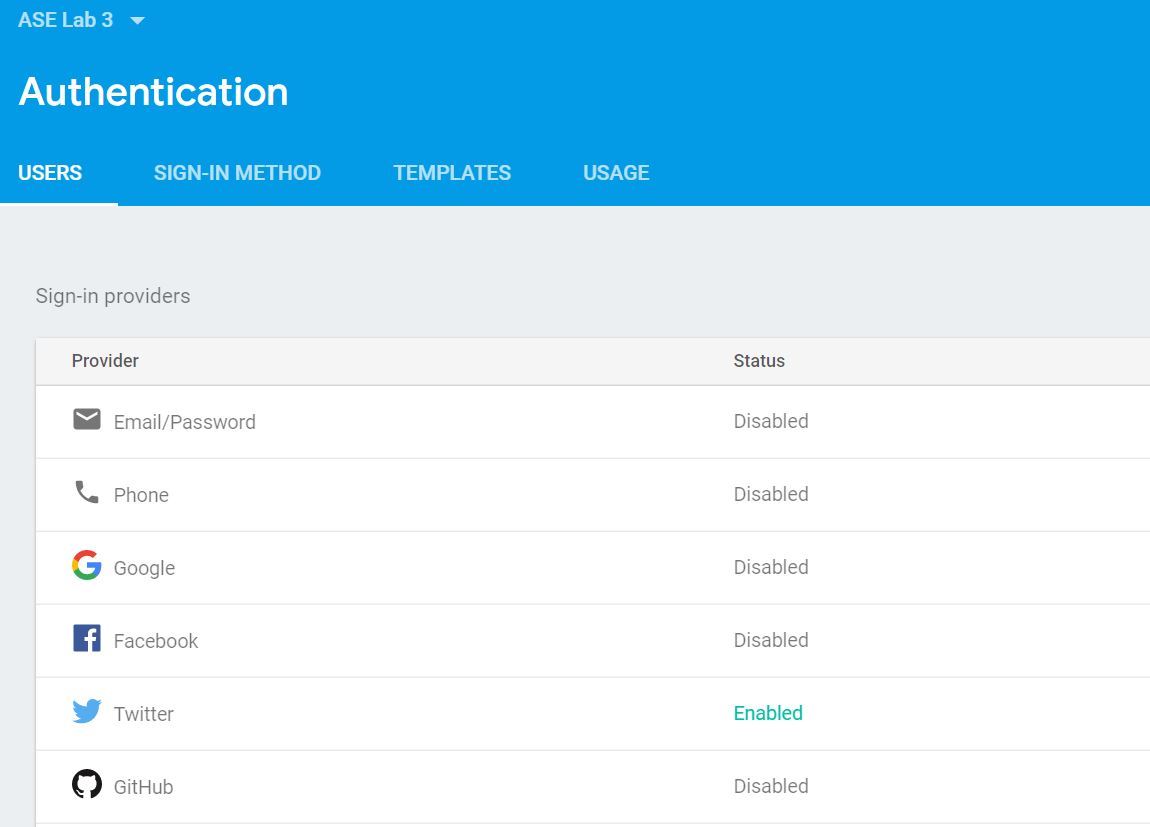 ASE Lab 3
Authentication
USERS SIGN-IN METHOD TEMPLATES USAGE
Sign-in providers
Provider Status
Email/Password Disabled
Phone Disabled
Google Disabled
Facebook Disabled
Twitter Enabled
GitHub Disabled